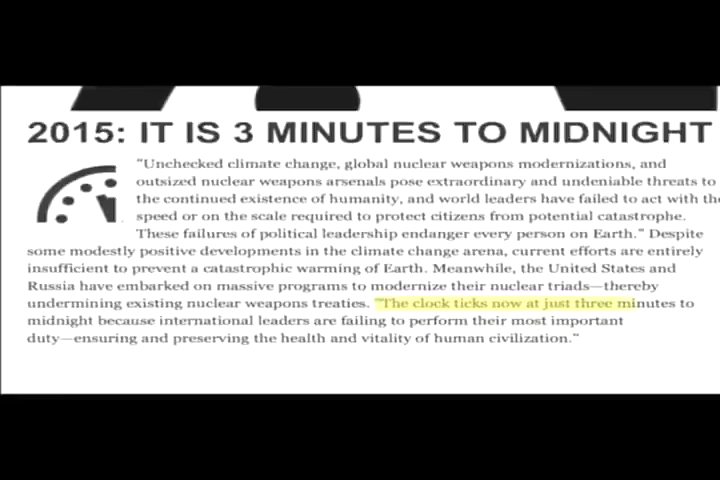 2015: IT IS 3 MINUTES TO MIDNIGHT
"Unchecked climate change, global nuclear weapons modernizations, and
outsized nuclear weapons arsenals pose extraordinary and undeniable threats to
the continued existence of humanity, and world leaders have failed to act with the
speed or on the scale required to protect citizens from potential catastrophe.
These failures of political leadership endanger every person on Earth." Despite
some modestly positive developments in the climate change arena, current efforts are entirely
insufficient to prevent a catastrophic warming of Earth. Meanwhile, the United States and
Russia have embarked on massive programs to modernize their nuclear triads—thereby
undermining existing nuclear weapons treaties. "The clock ticks now at just three minutes to
midnight because international leaders are failing to perform their most important
duty—ensuring and preserving the health and vitality of human civilization."